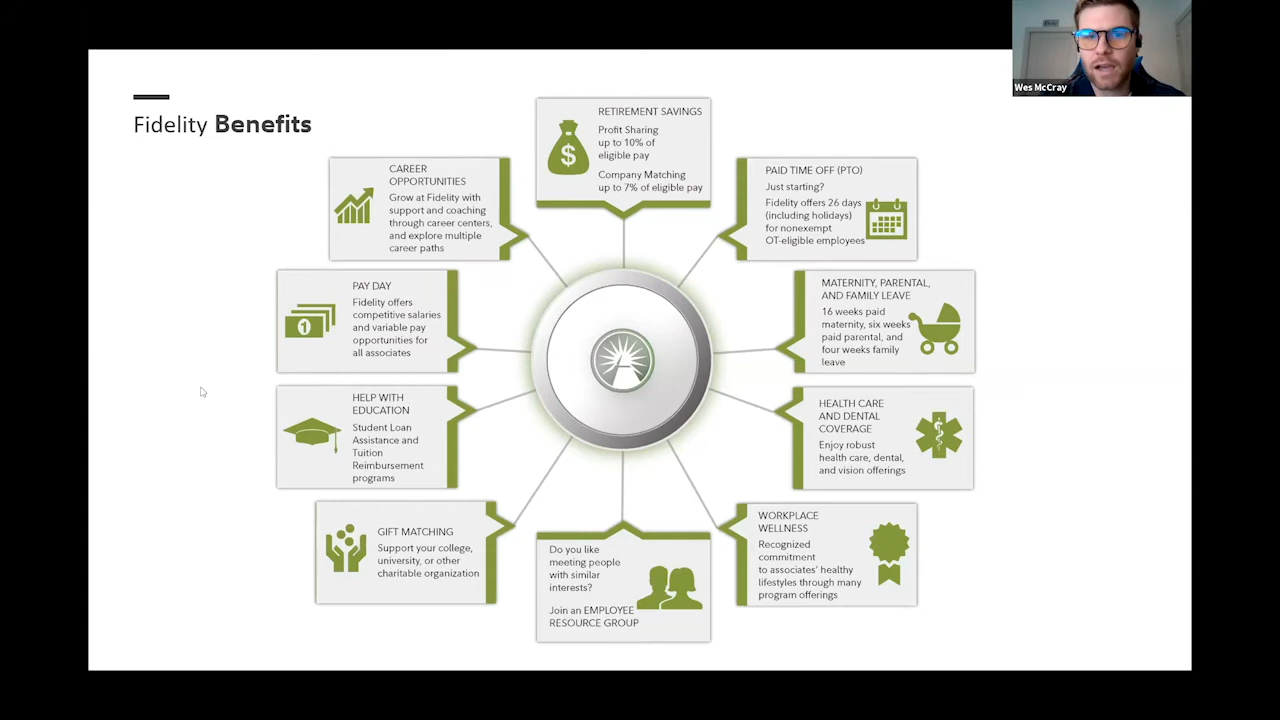 Wes McCray
Fidelity Benefits
RETIREMENT SAVINGS
Profit Sharing
up to 10% of
eligible pay
Company Matching
up to 7% of eligible pay
CAREER
OPPORTUNITIES
Grow at Fidelity with
support and coaching
through career centers,
and explore multiple
career paths
PAID TIME OFF (PTO)
Just starting?
Fidelity offers 26 days
(including holidays)
for nonexempt
OT-eligible employees
PAY DAY
Fidelity offers
competitive salaries
and variable pay
opportunities for
all associates
1
MATERNITY, PARENTAL,
AND FAMILY LEAVE
16 weeks paid
maternity, six weeks
paid parental, and
four weeks family
leave
HELP WITH
EDUCATION
Student Loan
Assistance and
Tuition
Reimbursement
programs
HEALTH CARE
AND DENTAL
COVERAGE
Enjoy robust
health care, dental,
and vision offerings
GIFT MATCHING
Support your college,
university, or other
charitable organization
Do you like
meeting people
with similar
interests?
Join an EMPLOYEE
RESOURCE GROUP
WORKPLACE
WELLNESS
Recognized
commitment
to associates' healthy
lifestyles through many
program offerings